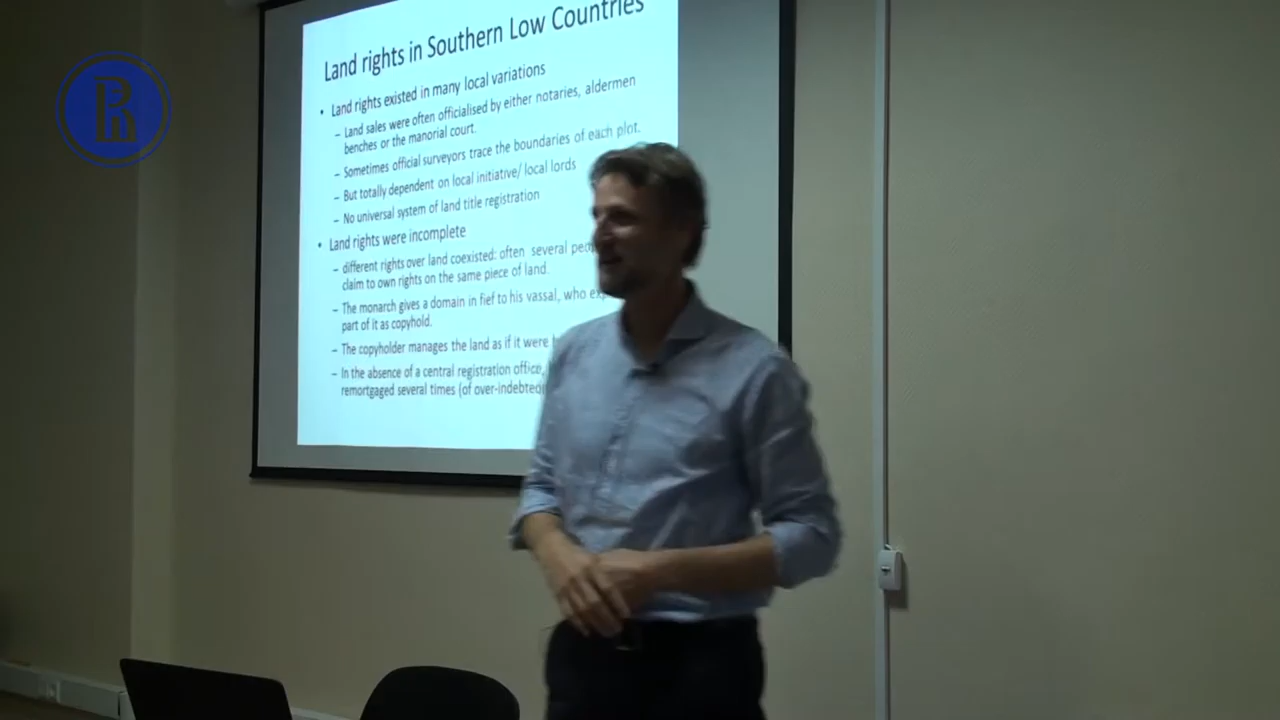 Land rights in Southern Low Countries
• Land rights existed in many local variations
– Land sales were often officialised by either notaries, aldermen
benches or the manorial court.
– Sometimes official surveyors trace the boundaries of each plot.
– But totally dependent on local initiative/ local lords
– No universal system of land title registration
• Land rights were incomplete
– different rights over land coexisted: often several
claim to own rights on the same piece of land.
– The monarch gives a domain in fief to his vassal, who
part of it as copyhold.
– The copyholder manages the land as if it were
– In the absence of a central registration office,
remortgaged several times (of